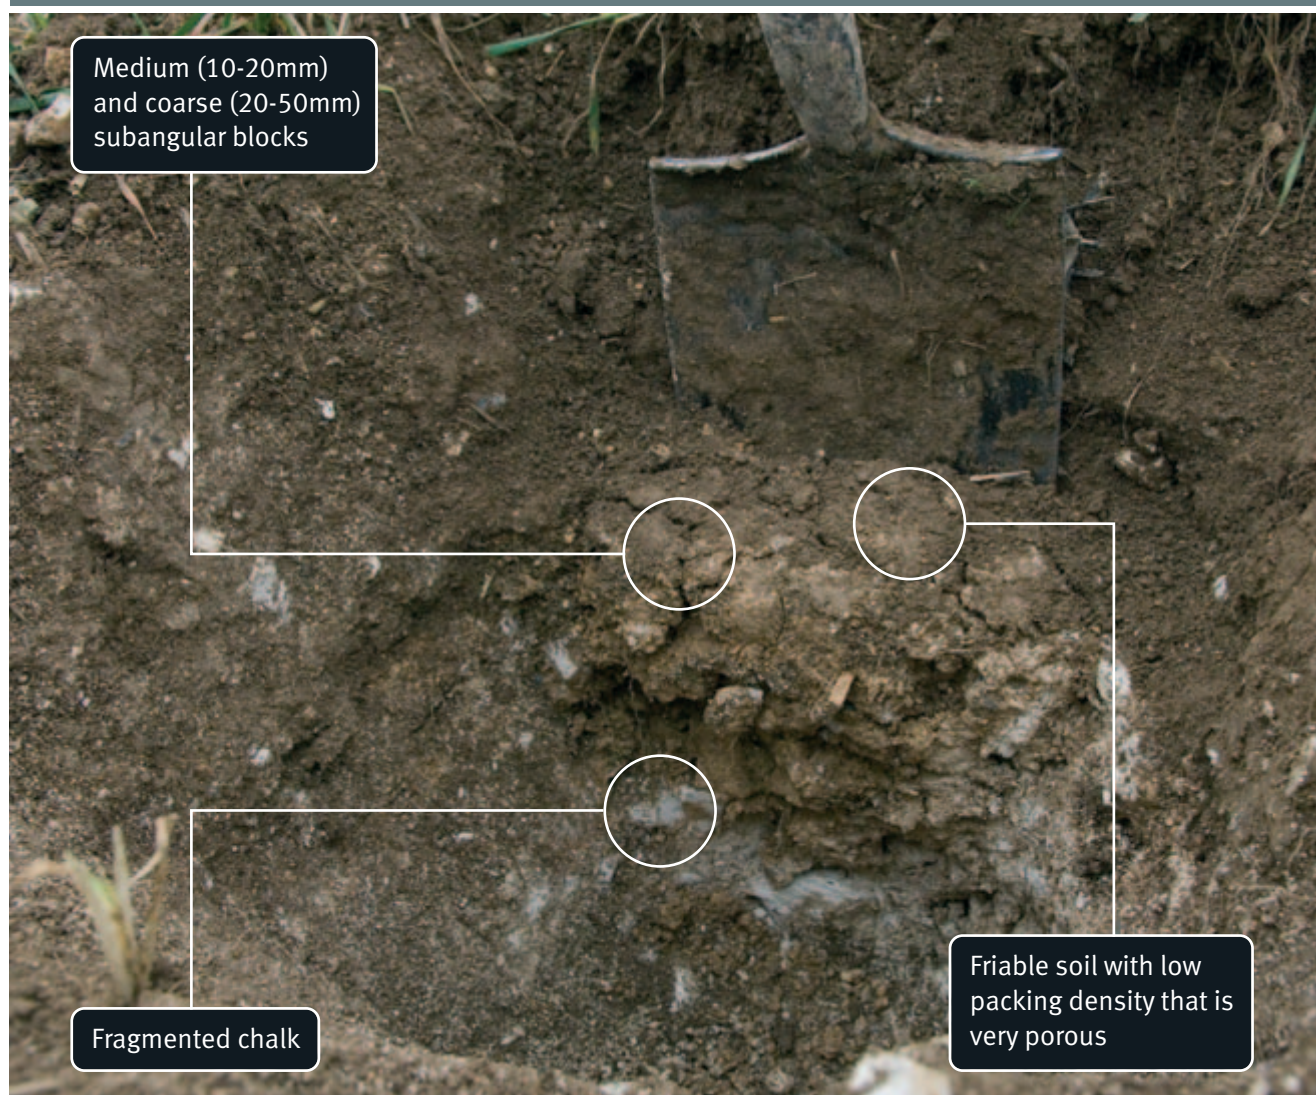 Medium (10-20mm)
and coarse (20-50mm)
subangular blocks
Fragmented chalk
Friable soil with low
packing density that is
very porous